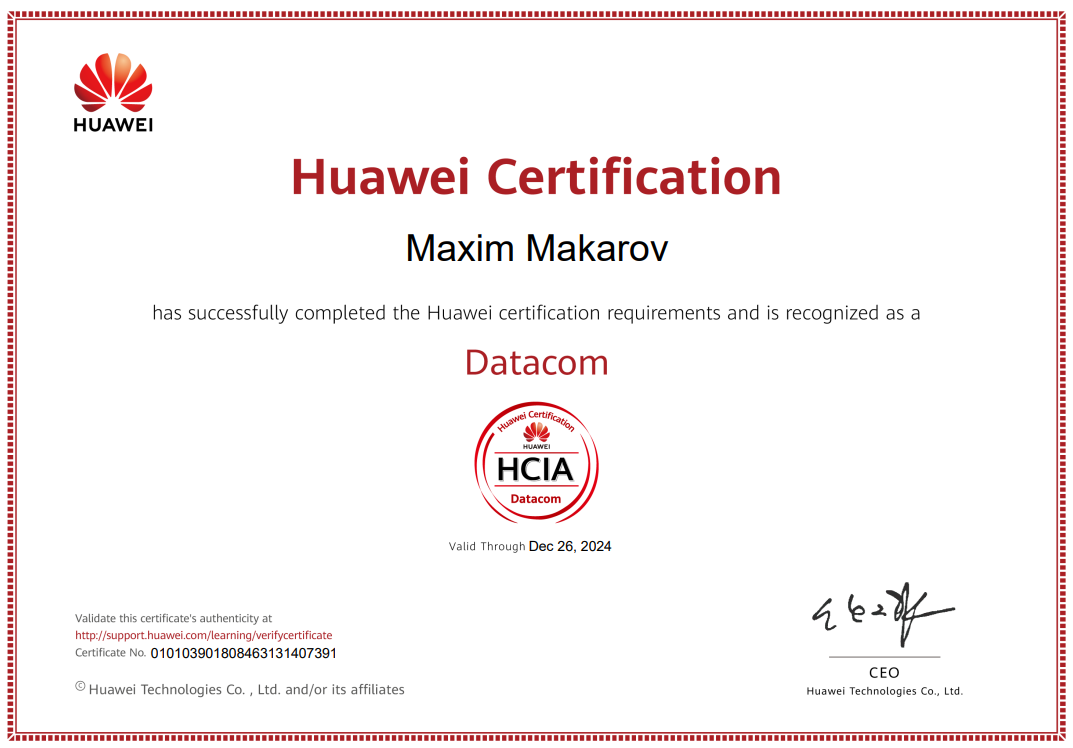 HUAWEI
Huawei Certification
Maxim Makarov
has successfully completed the Huawei certification requirements and is recognized as a
Datacom
Huawei Certification
HUAWEI
HCIA
Datacom
Valid Through Dec 26, 2024
Validate this certificate's authenticity at
http://support.huawei.com/learning/verifycertificate
Certificate No. 010103901808463131407391
© Huawei Technologies Co. , Ltd. and/or its affiliates
CEO
Huawei Technologies Co., Ltd.